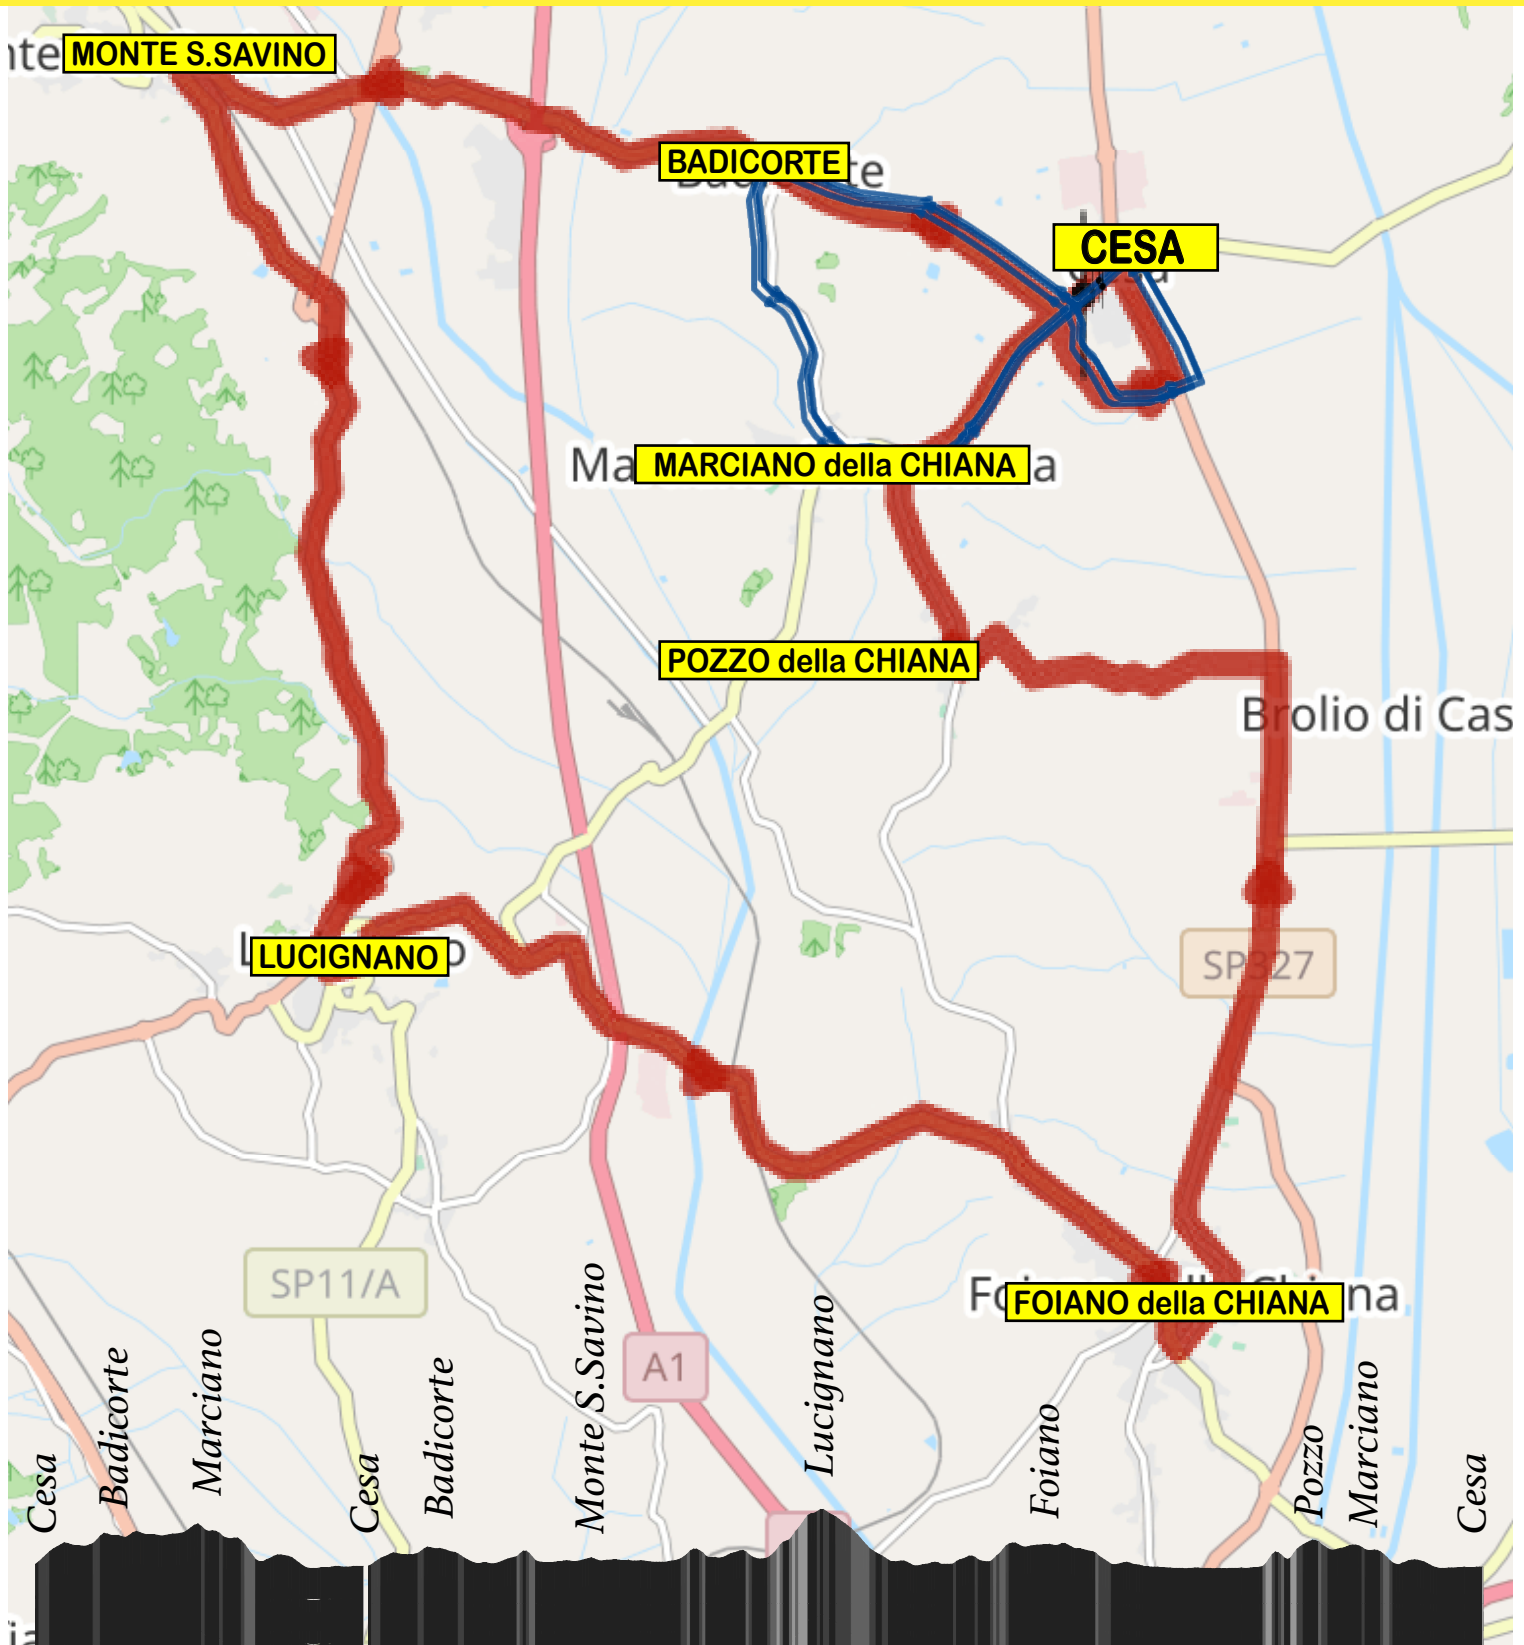 MONTE S.SAVINO
BADICORTE
CESA
MARCIANO della CHIANA
POZZO della CHIANA
Brolio di Cas
LUCIGNANO
SP327
SP11/A
FOIANO della CHIANA
A1
Cesa
Badicorte
Marciano
Cesa
Badicorte
Monte S.Savino
Lucignano
Foiano
Pozzo
Marciano
Cesa